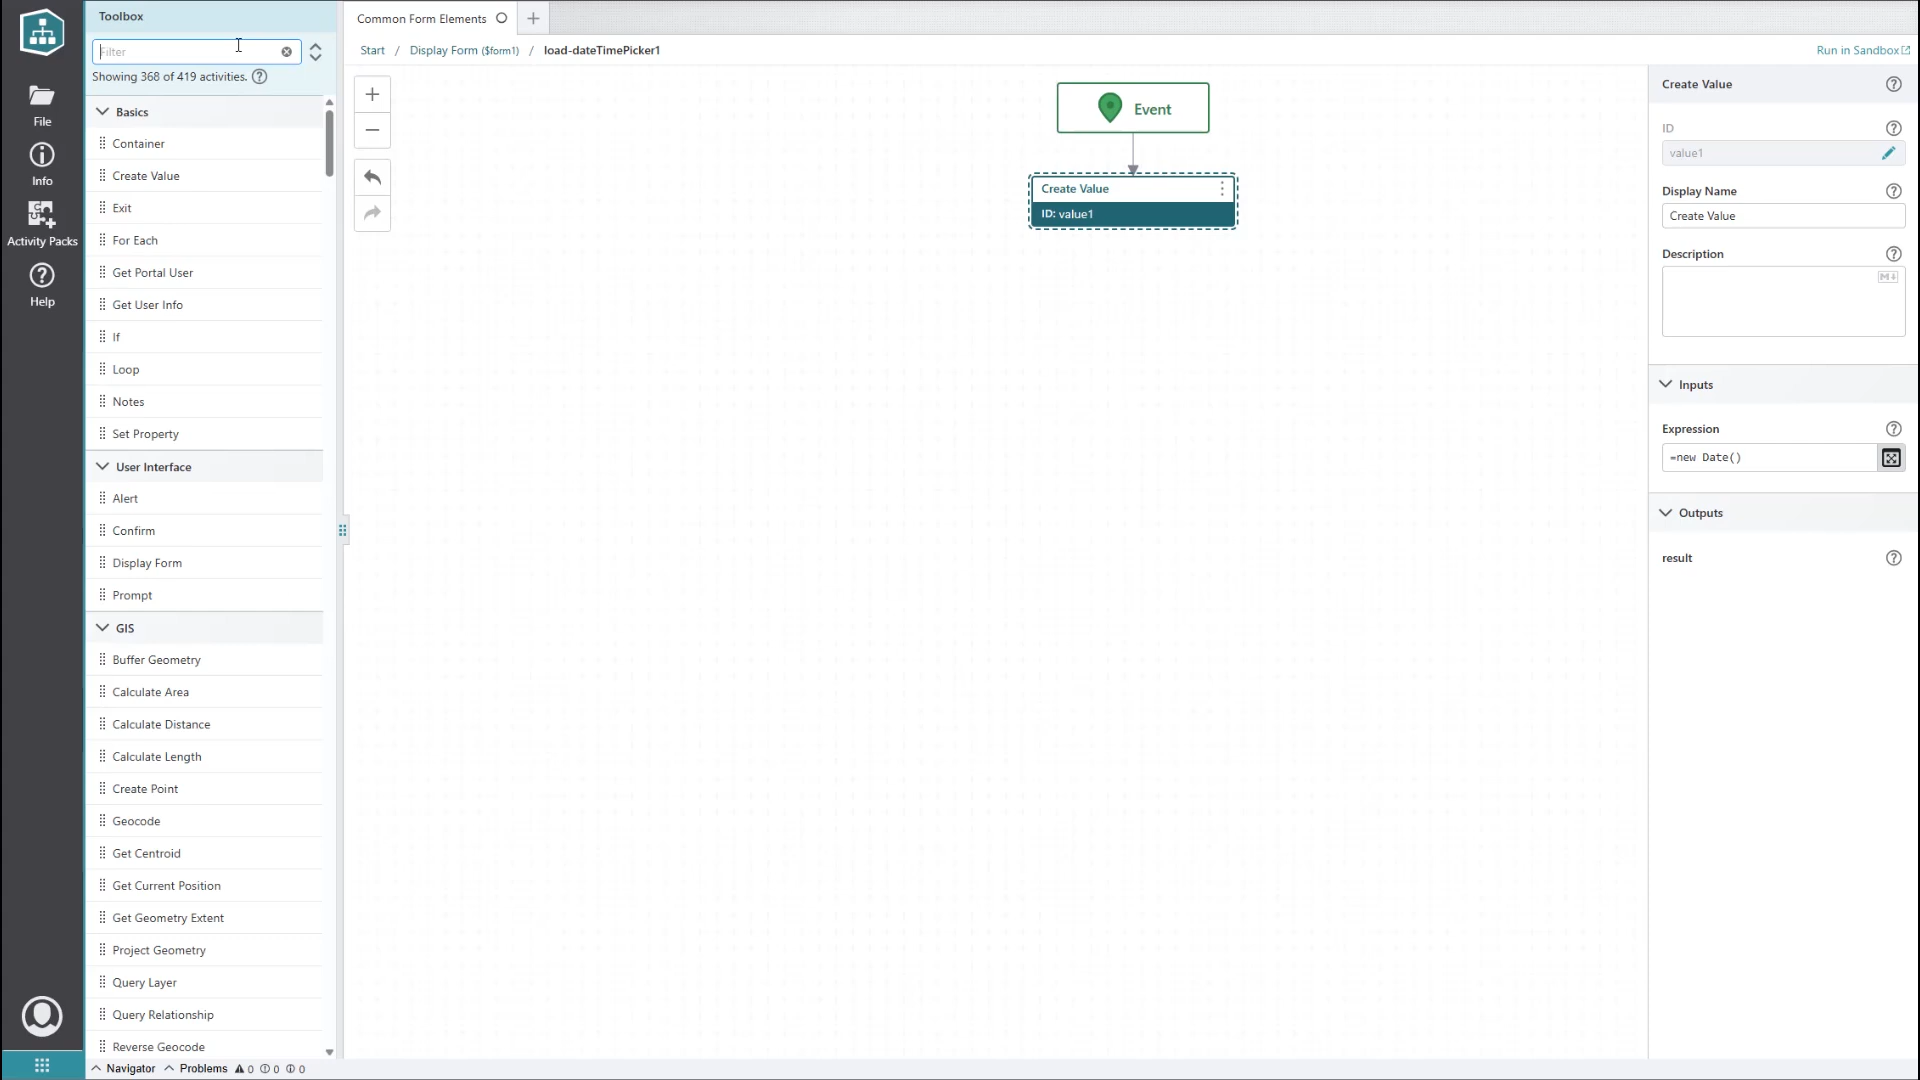 Toolbox
Filter
Showing 368 of 419 activities.
Basics
Container
Create Value
Exit
For Each
Get Portal User
Get User Info
If
Loop
Notes
Set Property
User Interface
Alert
Confirm
Display Form
Prompt
GIS
Buffer Geometry
Calculate Area
Calculate Distance
Calculate Length
Create Point
Geocode
Get Centroid
Get Current Position
Get Geometry Extent
Project Geometry
Query Layer
Query Relationship
Reverse Geocode
File
Info
Activity Packs
Help
Navigator Problems 0 0 0
Common Form Elements
Start / Display Form ($form1) / load-dateTimePicker1
Run in Sandbox
Event
Create Value
ID: value1
Create Value
ID
value1
Display Name
Create Value
Description
M
Inputs
Expression
=new Date()
Outputs
result